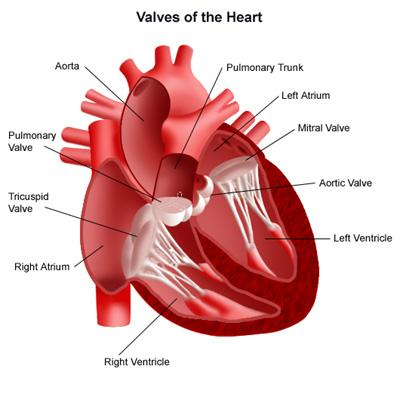 Valves of the Heart
Aorta
Pulmonary Trunk
Left Atrium
Mitral Valve
Pulmonary
Valve
Aortic Valve
Tricuspid
Valve
Left Ventricle
Right Atrium
Right Ventricle